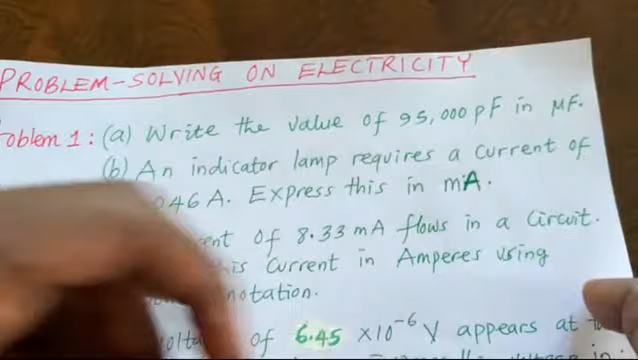 PROBLEM-SOLVING ON ELECTRICITY
oblem 1: (a) Write the value of 95,000 pF in μF.
(b) An indicator lamp requires a current of
046 A. Express this in mA.
ent of 8.33 mA flows in a circuit.
is current in Amperes using
notation.
of 6.45 ×10⁻⁶ V appears at